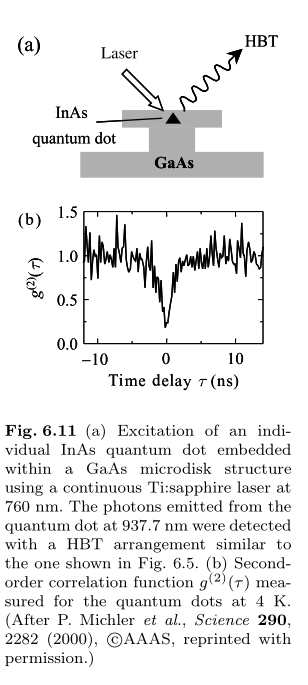 (a)
Laser
HBT
InAs
quantum dot
GaAs
(b)
1.5
1.0
0.5
0.0
g(2)(τ)
-10
0
10
Time delay τ (ns)
Fig. 6.11 (a) Excitation of an indi-
vidual InAs quantum dot embedded
within a GaAs microdisk structure
using a continuous Ti:sapphire laser at
760 nm. The photons emitted from the
quantum dot at 937.7 nm were detected
with a HBT arrangement similar to
the one shown in Fig. 6.5. (b) Second-
order correlation function g(2)(τ) mea-
sured for the quantum dots at 4 K.
(After P. Michler et al., Science 290,
2282 (2000), ©AAAS, reprinted with
permission.)